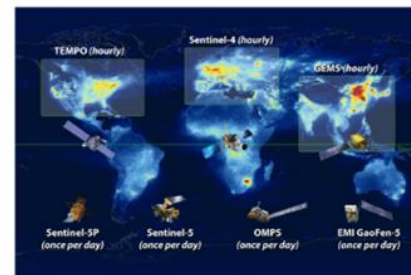 TEMPO (hourly)
Sentinel-4 (hourly)
GEMS (hourly)
Sentinel-5P
(once per day)
Sentinel-5
(once per day)
OMPS
(once per day)
EMI GaoFen-5
(once per day)